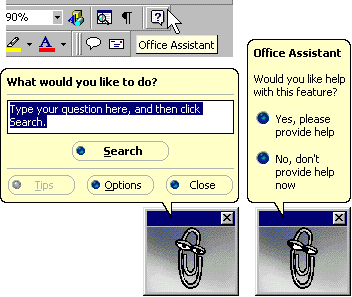 90%
¶
?
A
Office Assistant
What would you like to do?
Type your question here, and then click
Search.
Search
Tips
Options
Close
Office Assistant
Would you like help
with this feature?
Yes, please
provide help
No, don't
provide help
now